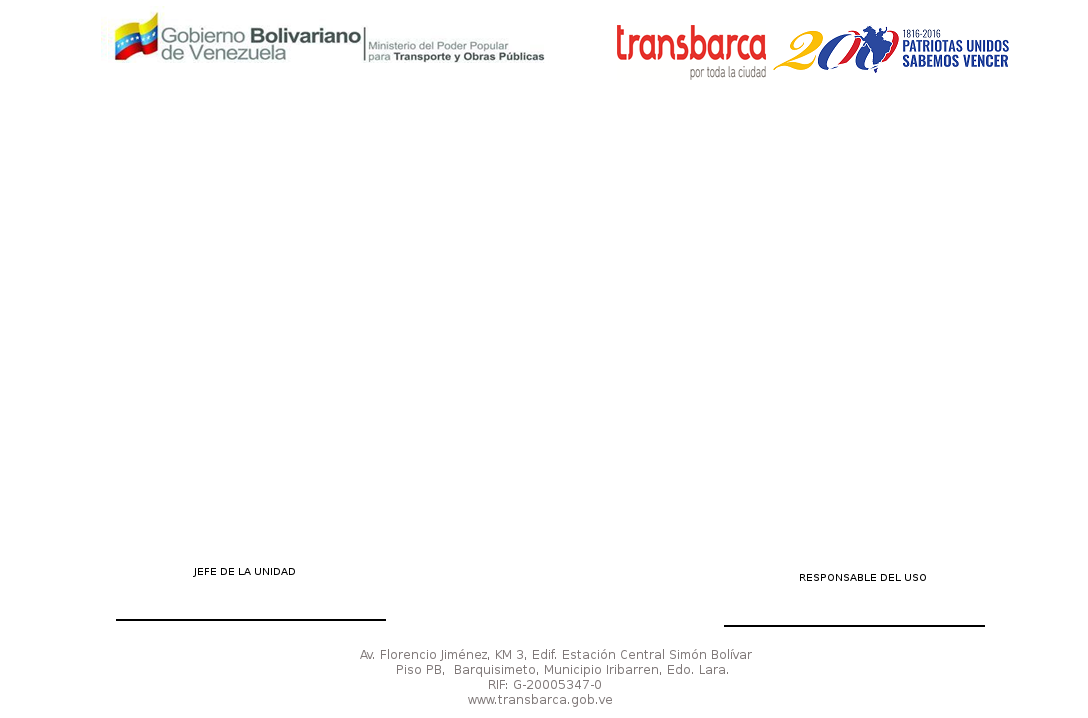 Gobierno Bolivariano
de Venezuela
Ministerio del Poder Popular
para Transporte y Obras Públicas
transbarca
por toda la ciudad
200
1816-2016
PATRIOTAS UNIDOS
SABEMOS VENCER
JEFE DE LA UNIDAD
RESPONSABLE DEL USO
Av. Florencio Jiménez, KM 3, Edif. Estación Central Simón Bolívar
Piso PB, Barquisimeto, Municipio Iribarren, Edo. Lara.
RIF: G-20005347-0
www.transbarca.gob.ve